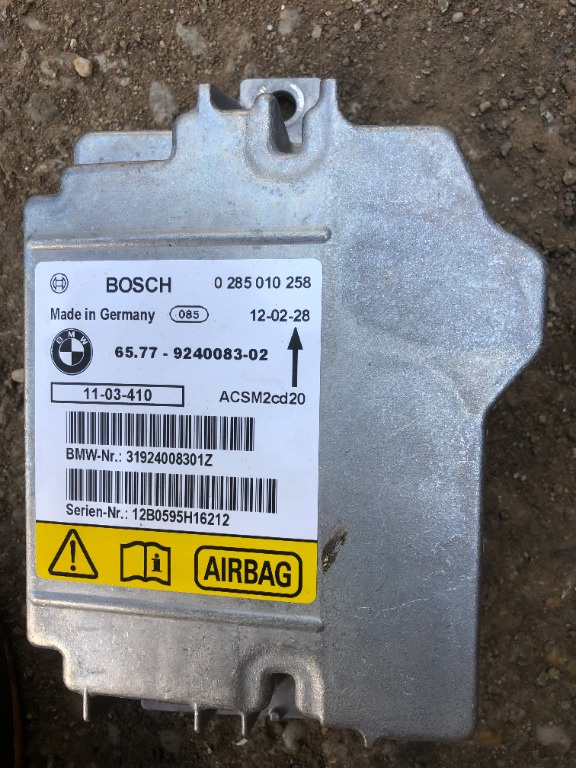 BOSCH 0 285 010 258
Made in Germany 085 12-02-28
BMW 65.77 - 9240083-02
11-03-410 ACSM2cd20
BMW-Nr.: 31924008301Z
Serien-Nr.: 12B0595H16212
AIRBAG